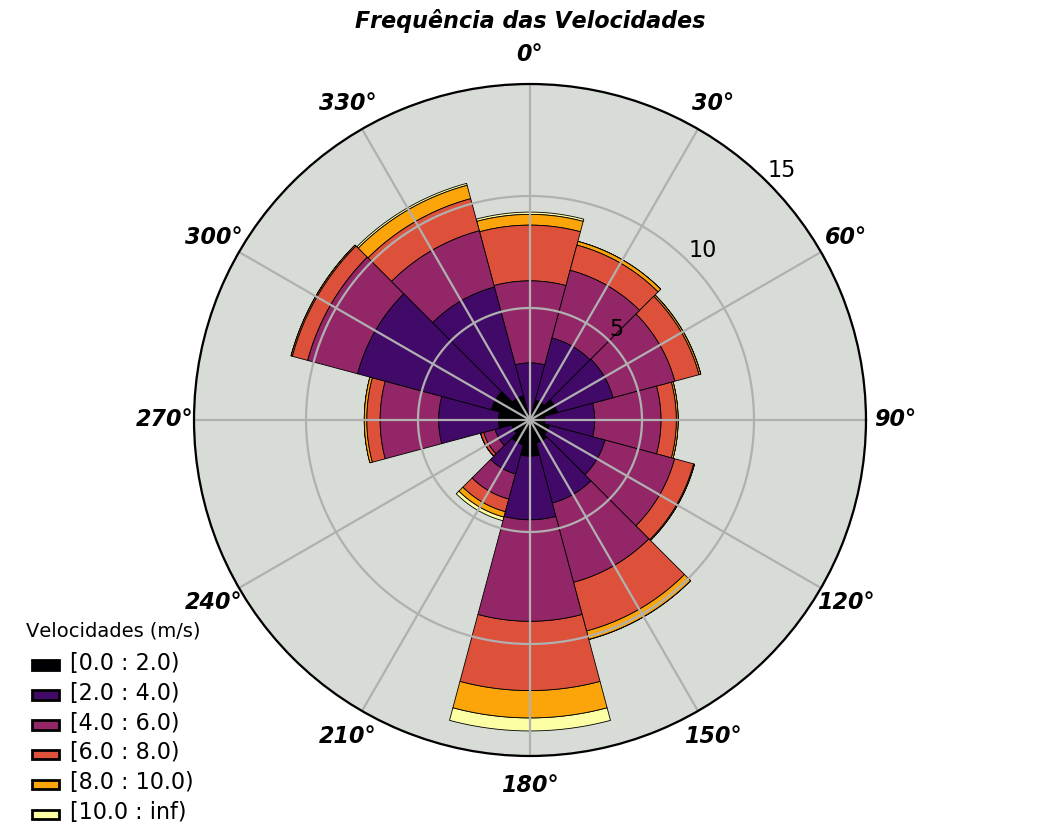 Frequência das Velocidades
0°
330°
30°
15
300°
60°
10
5
270°
90°
240°
120°
210°
150°
180°
Velocidades (m/s)
[0.0 : 2.0)
[2.0 : 4.0)
[4.0 : 6.0)
[6.0 : 8.0)
[8.0 : 10.0)
[10.0 : inf)